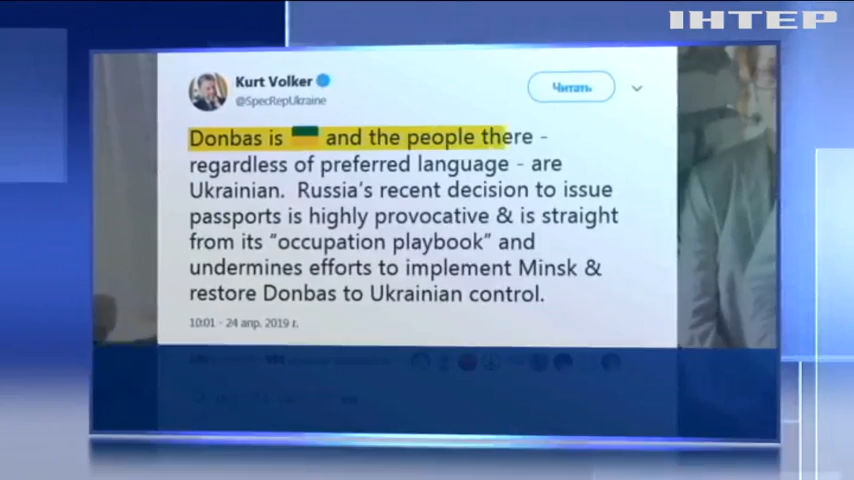 ІНТЕР
Kurt Volker
@SpecRepUkraine
Читать
Donbas is 🇺🇦 and the people there -
regardless of preferred language - are
Ukrainian. Russia's recent decision to issue
passports is highly provocative & is straight
from its "occupation playbook" and
undermines efforts to implement Minsk &
restore Donbas to Ukrainian control.
10:01 - 24 апр. 2019 г.